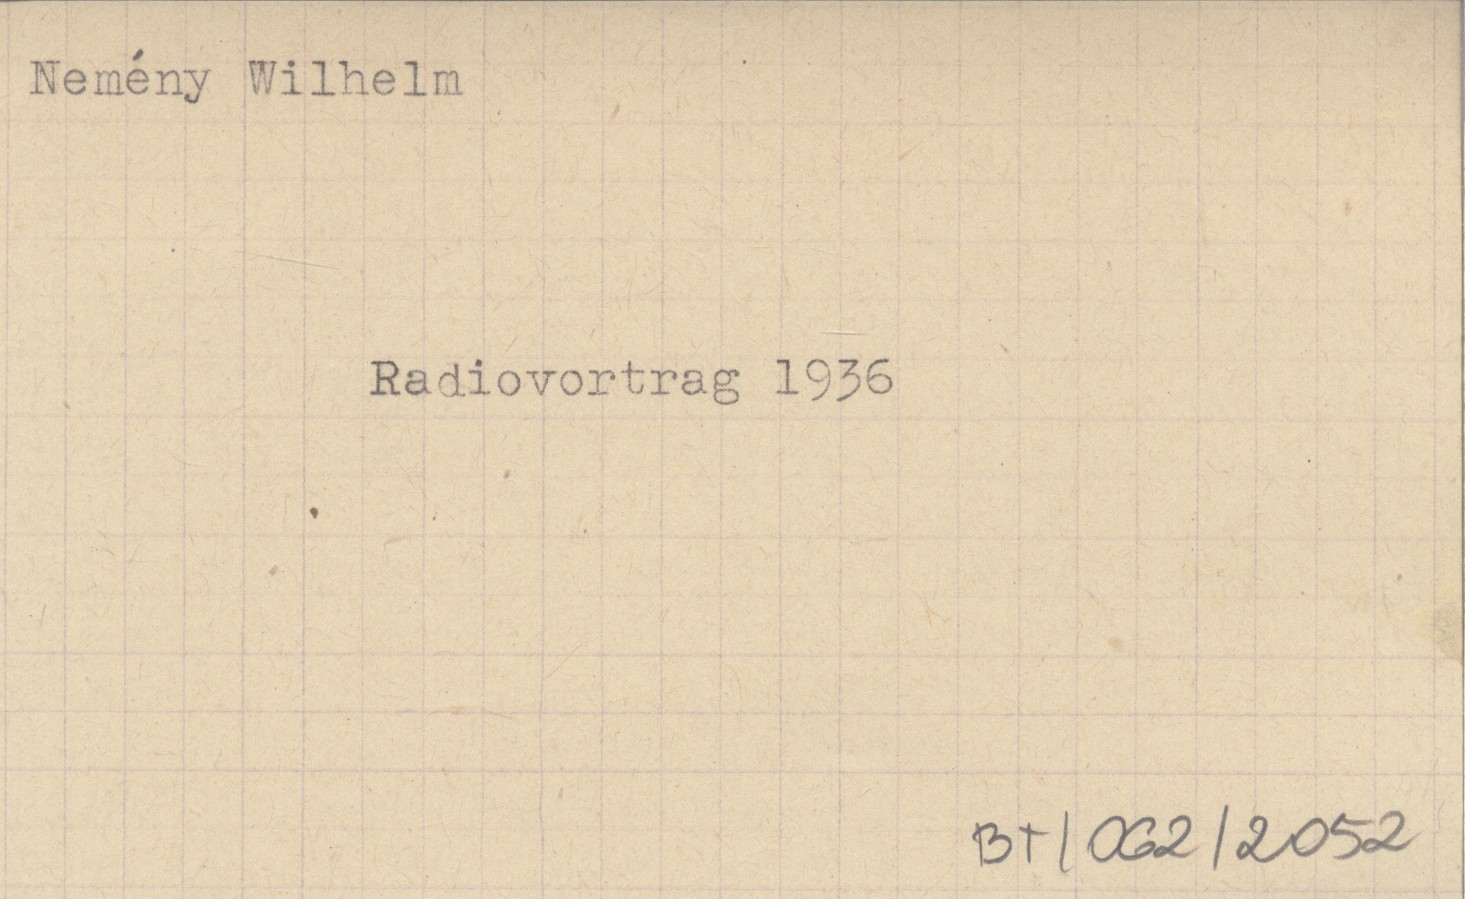 Nemény Wilhelm
Radiovortrag 1936
BT/062/2052